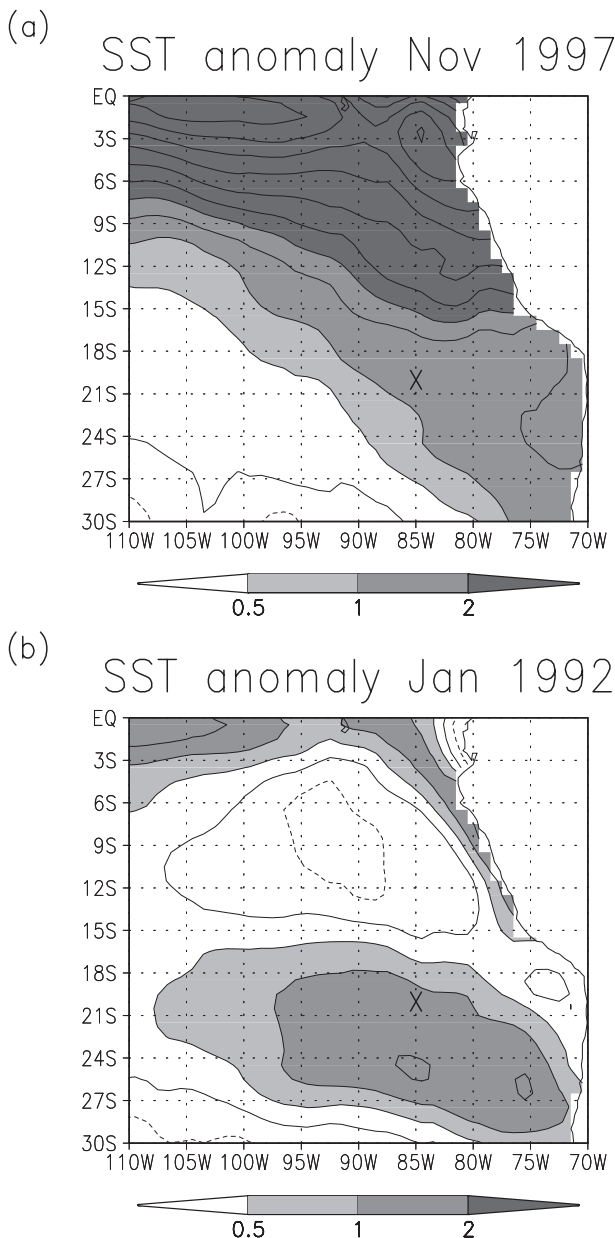 (a)
SST anomaly Nov 1997
EQ
3S
6S
9S
12S
15S
18S
21S
24S
27S
30S
X
110W 105W 100W 95W 90W 85W 80W 75W 70W
0.5 1 2
(b)
SST anomaly Jan 1992
EQ
3S
6S
9S
12S
15S
18S
21S
24S
27S
30S
X
110W 105W 100W 95W 90W 85W 80W 75W 70W
0.5 1 2